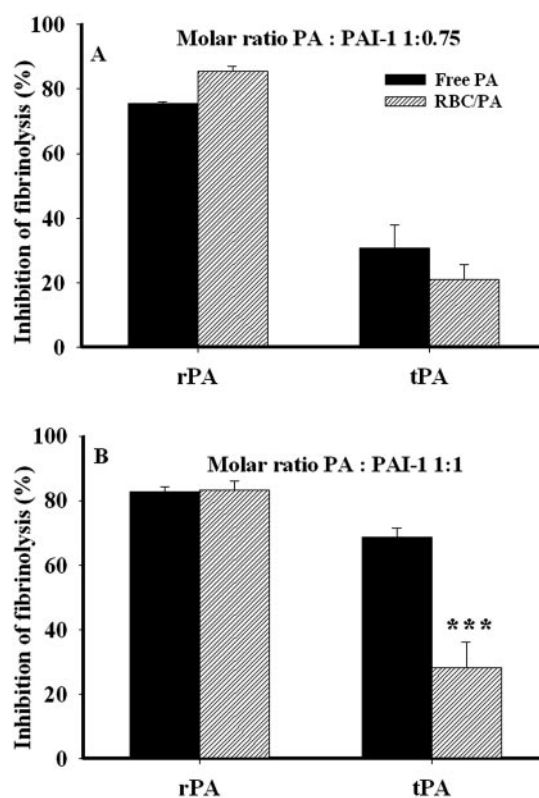 Molar ratio PA : PAI-1 1:0.75
A
Free PA
RBC/PA
Inhibition of fibrinolysis (%)
100
80
60
40
20
0
rPA
tPA
Molar ratio PA : PAI-1 1:1
B
Inhibition of fibrinolysis (%)
100
80
60
40
20
0
***
rPA
tPA